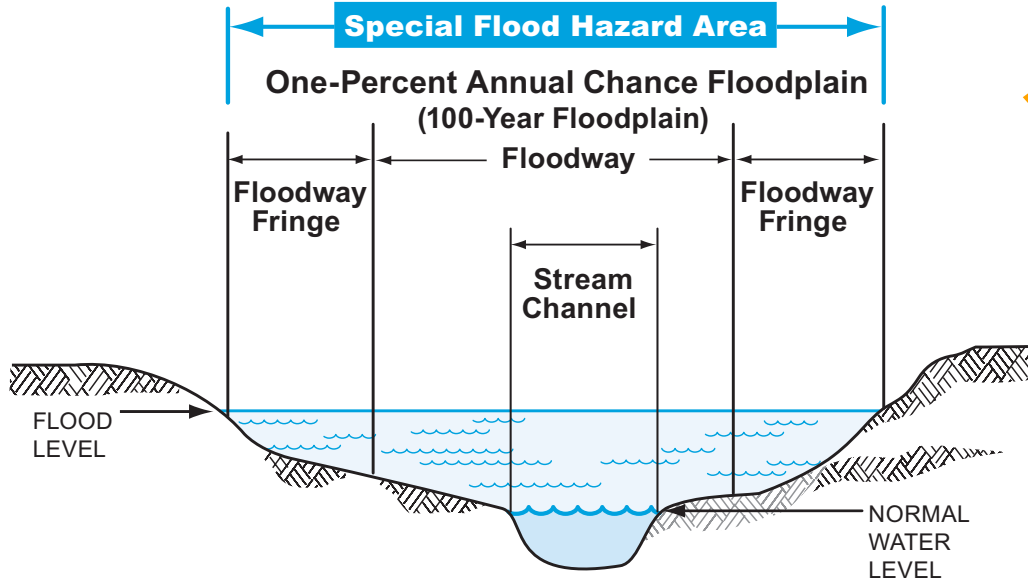 Special Flood Hazard Area
One-Percent Annual Chance Floodplain
(100-Year Floodplain)
Floodway
Floodway
Fringe
Floodway
Fringe
Stream
Channel
FLOOD
LEVEL
NORMAL
WATER
LEVEL